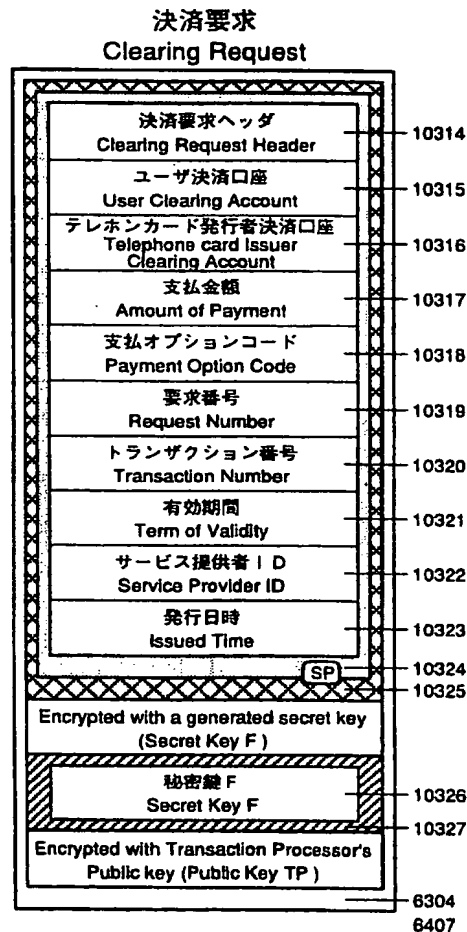 決済要求
Clearing Request
決済要求ヘッダ
Clearing Request Header
10314
ユーザ決済口座
User Clearing Account
10315
テレホンカード発行者決済口座
Telephone card Issuer
Clearing Account
10316
支払金額
Amount of Payment
10317
支払オプションコード
Payment Option Code
10318
要求番号
Request Number
10319
トランザクション番号
Transaction Number
10320
有効期間
Term of Validity
10321
サービス提供者ID
Service Provider ID
10322
発行日時
Issued Time
10323
SP
10324
10325
Encrypted with a generated secret key
(Secret Key F )
秘密鍵F
Secret Key F
10326
10327
Encrypted with Transaction Processor's
Public key (Public Key TP )
6304
6407